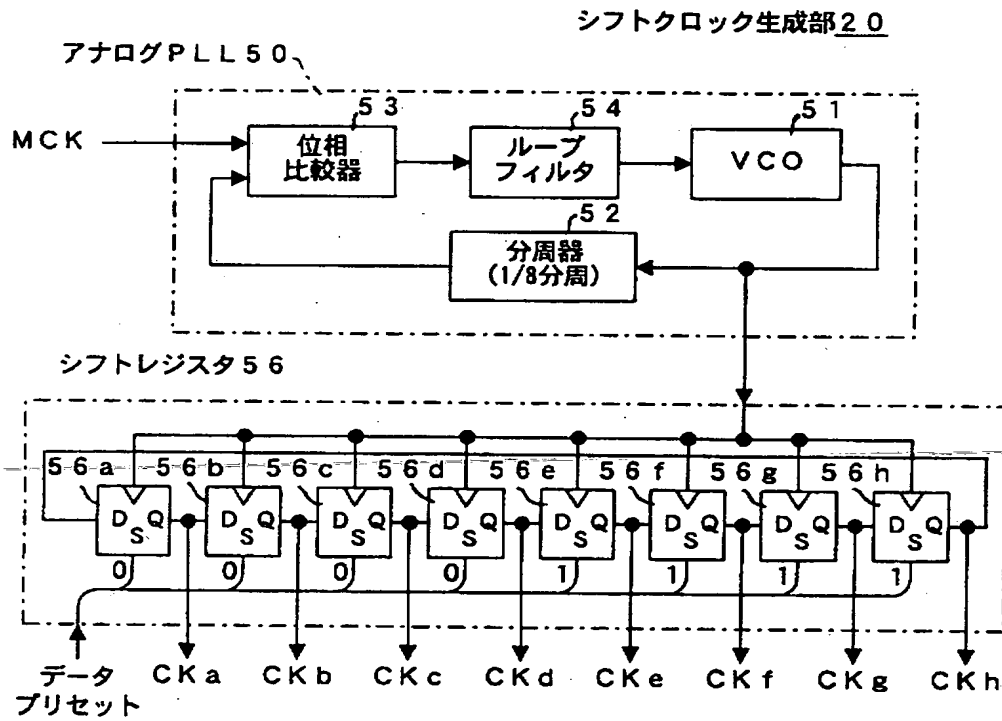 シフトクロック生成部20
アナログPLL50
53
54
51
MCK
位相
比較器
ループ
フィルタ
VCO
52
分周器
(1/8分周)
シフトレジスタ56
56a 56b 56c 56d 56e 56f 56g 56h
D Q D Q D Q D Q D Q D Q D Q D Q
S S S S S S S S
0 0 0 0 1 1 1 1
データ
プリセット
CKa CKb CKc CKd CKe CKf CKg CKh